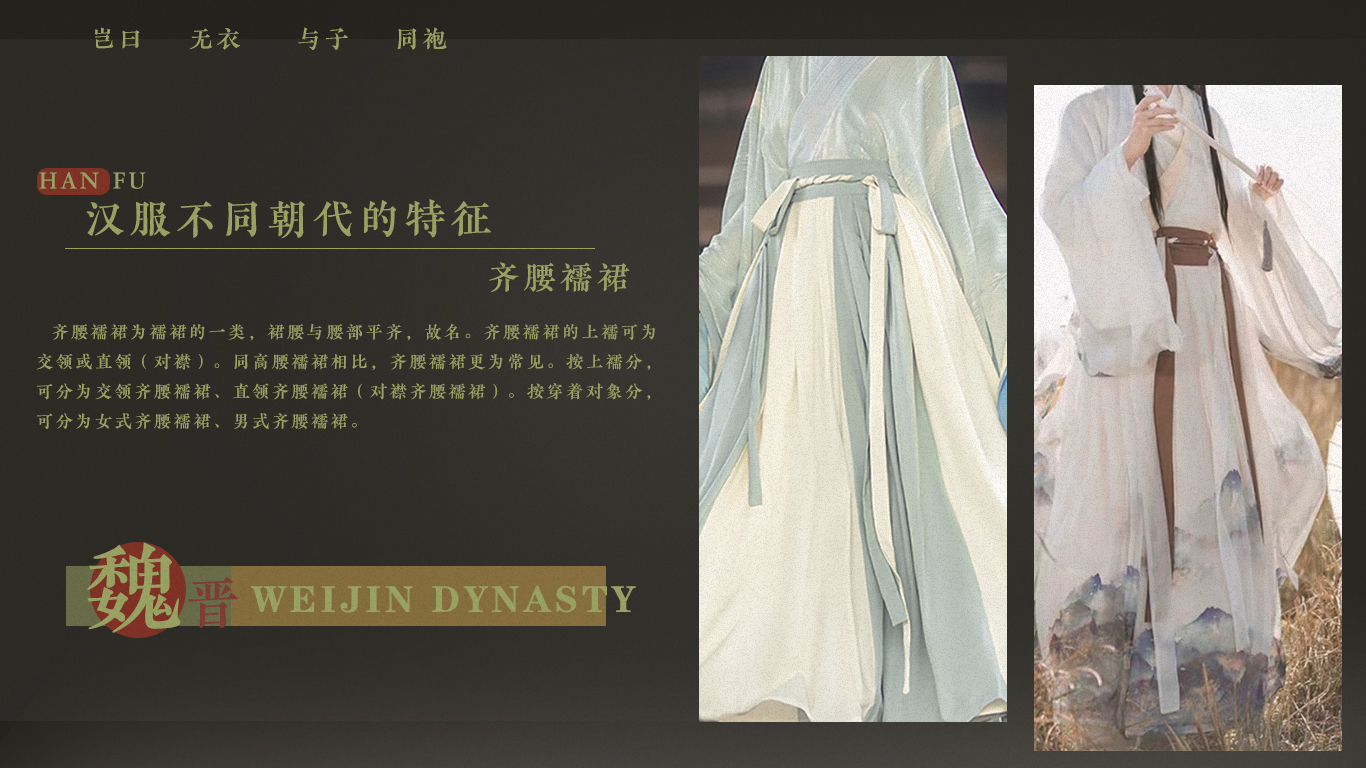 岂曰 无衣 与子 同袍
HAN FU
汉服不同朝代的特征
齐腰襦裙
齐腰襦裙为襦裙的一类，裙腰与腰部平齐，故名。齐腰襦裙的上襦可为
交领或直领（对襟）。同高腰襦裙相比，齐腰襦裙更为常见。按上襦分，
可分为交领齐腰襦裙、直领齐腰襦裙（对襟齐腰襦裙）。按穿着对象分，
可分为女式齐腰襦裙、男式齐腰襦裙。
魏晋 WEIJIN DYNASTY